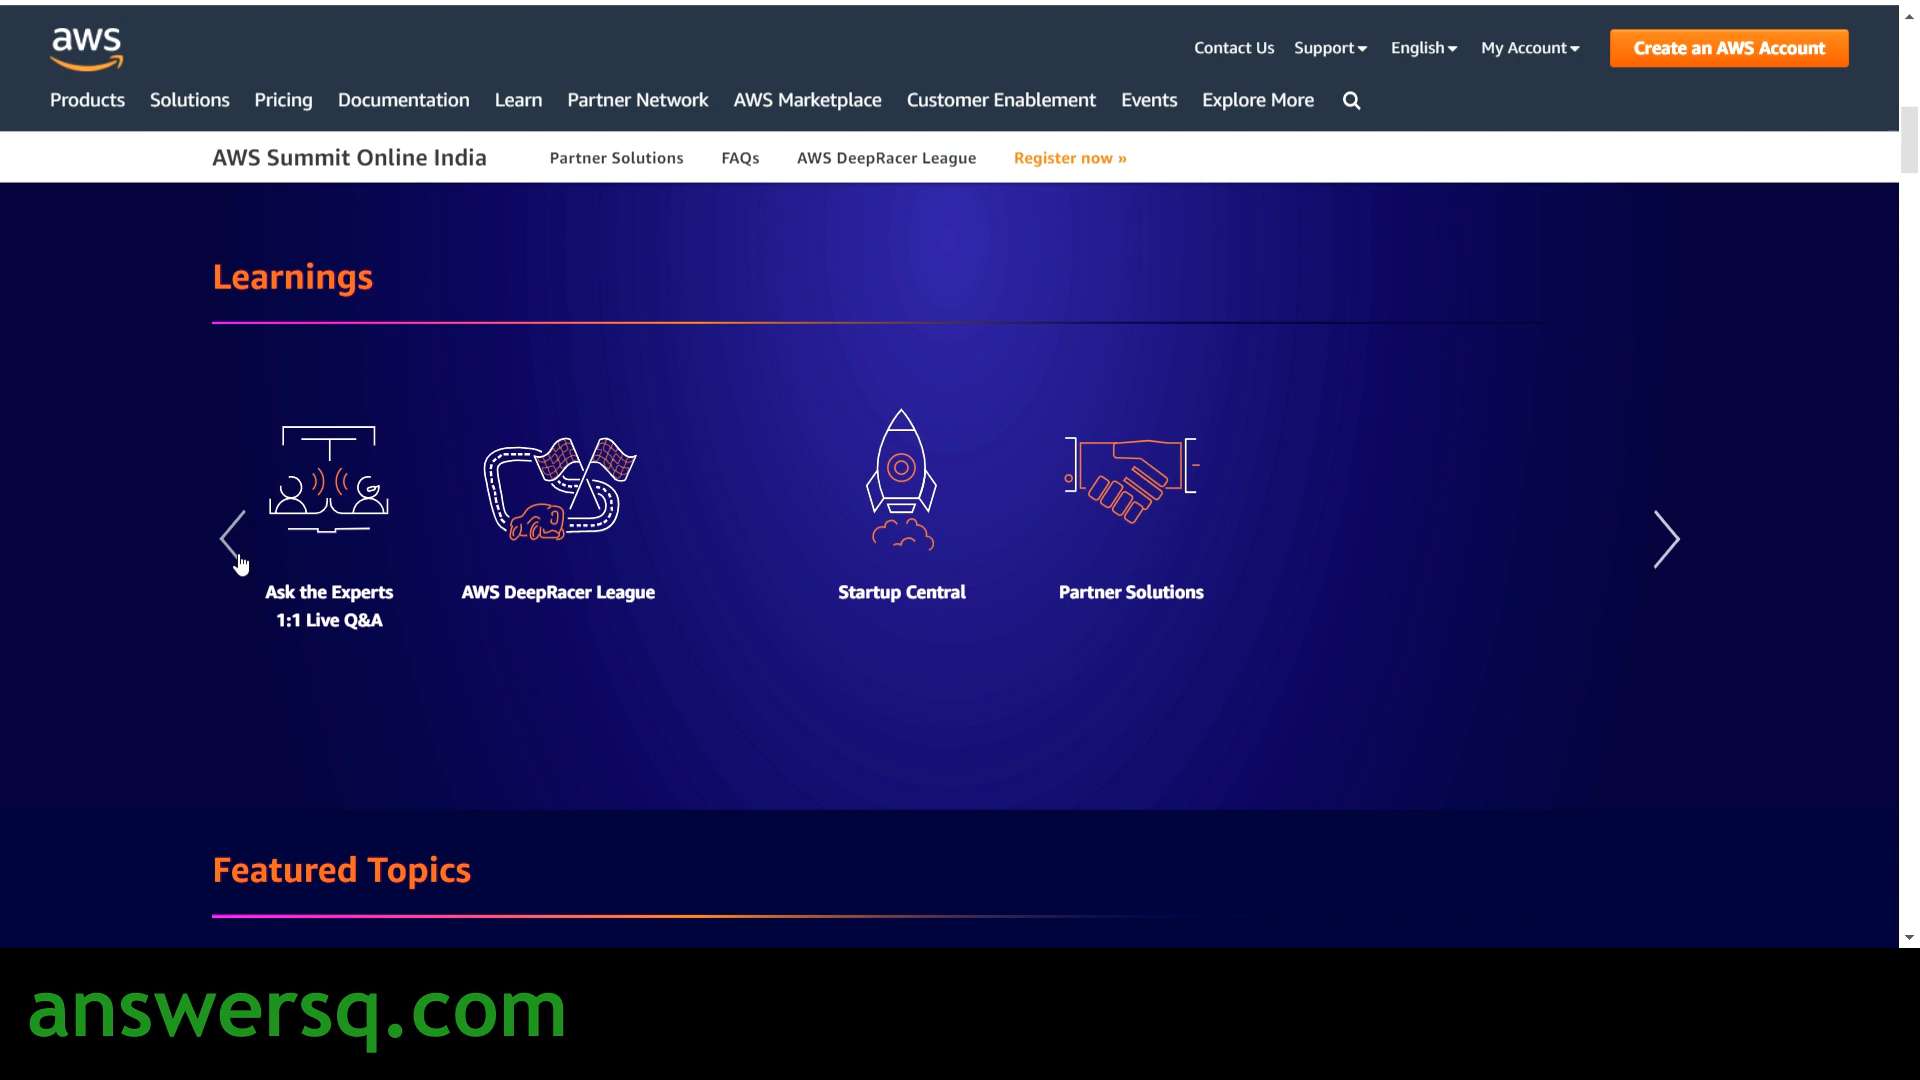 aws
Contact Us Support English My Account Create an AWS Account
Products Solutions Pricing Documentation Learn Partner Network AWS Marketplace Customer Enablement Events Explore More
AWS Summit Online India Partner Solutions FAQs AWS DeepRacer League Register now »
Learnings
Ask the Experts
1:1 Live Q&A
AWS DeepRacer League
Startup Central
Partner Solutions
Featured Topics
answersq.com